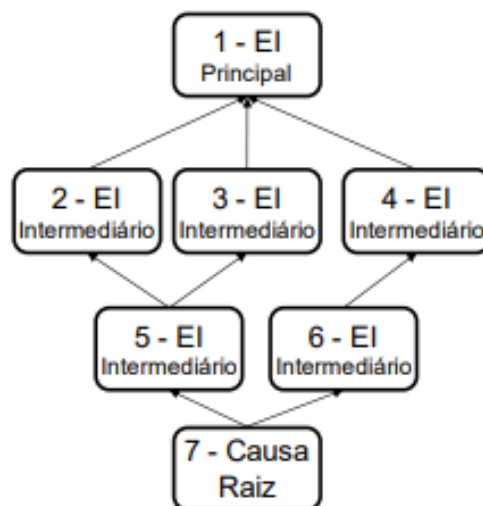 1 - EI
Principal
2 - EI
Intermediário
3 - EI
Intermediário
4 - EI
Intermediário
5 - EI
Intermediário
6 - EI
Intermediário
7 - Causa
Raiz